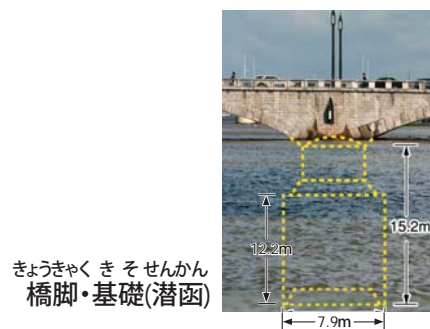 きょうきゃく き そ せんかん
橋脚・基礎(潜函)
15.2m
12.2m
7.9m